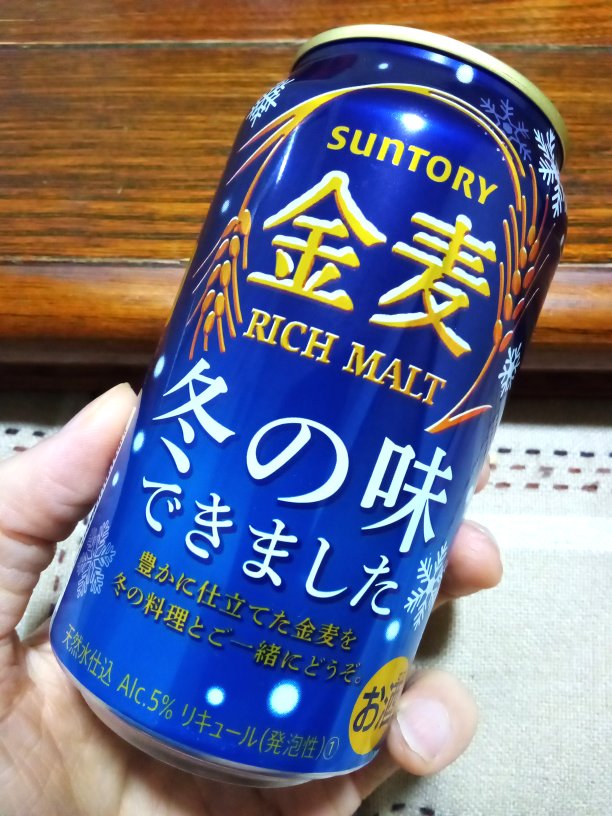 SUNTORY
金麦
RICH MALT
冬の味
できました
豊かに仕立てた金麦を
冬の料理とご一緒にどうぞ。
天然水仕込 Alc.5% リキュール(発泡性)①
お酒